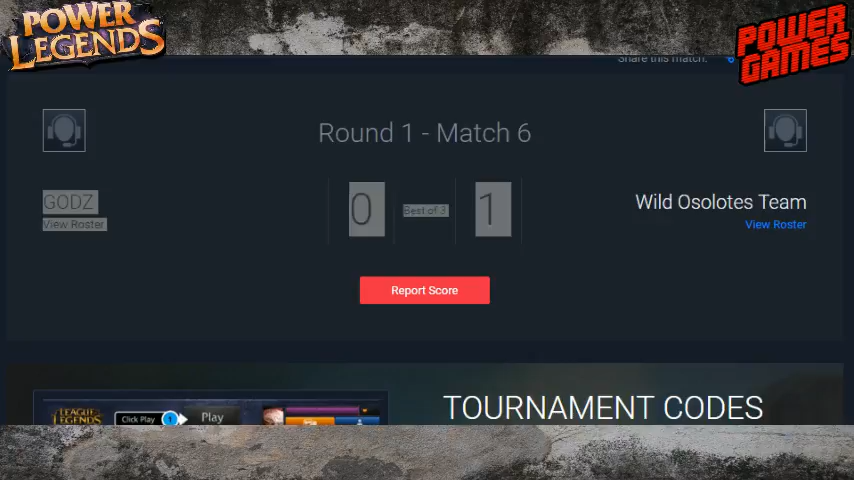 POWER
LEGENDS
POWER
GAMES
Share this match:
Round 1 - Match 6
GODZ
View Roster
0
Best of 3
1
Wild Osolotes Team
View Roster
Report Score
LEAGUE
LEGENDS
Click Play
1
Play
TOURNAMENT CODES